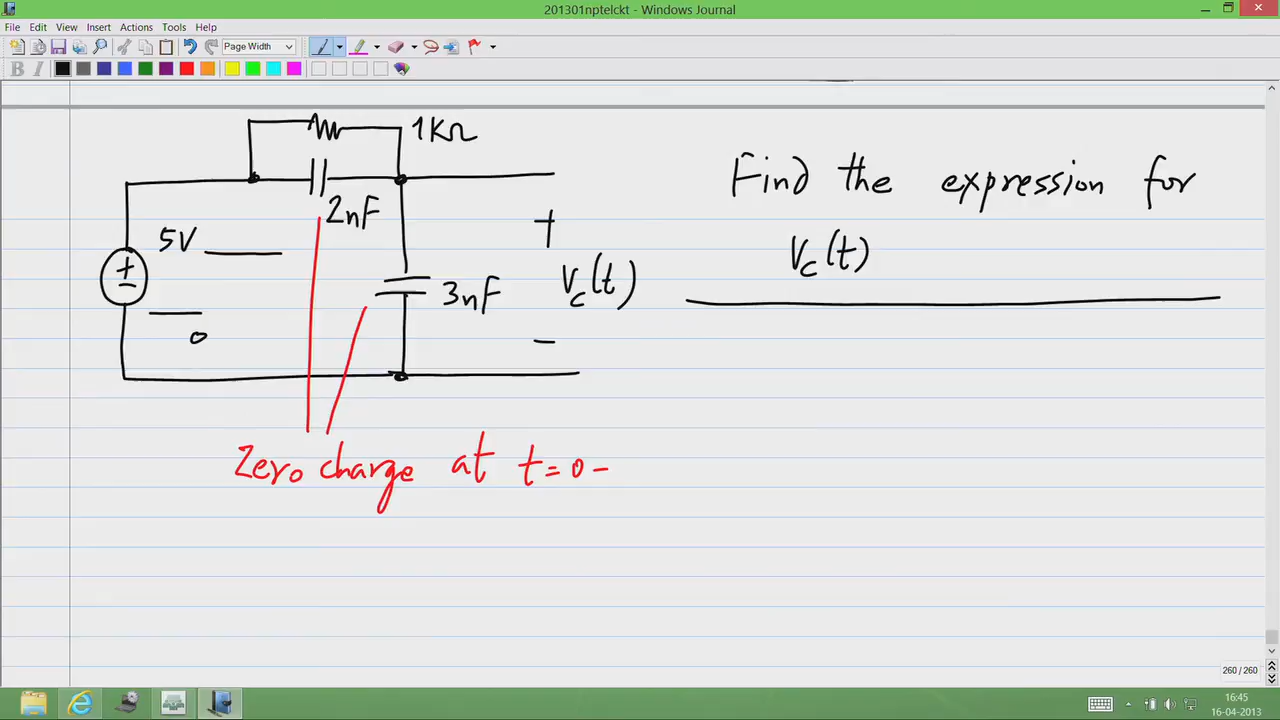 201301nptelckt - Windows Journal
File Edit View Insert Actions Tools Help
Page Width
B I
1KΩ
2nF
5V
0
+
-
3nF
+
Vc(t)
-
Find the expression for
Vc(t)
Zero charge at t=0-
260 / 260
16:45
16-04-2013